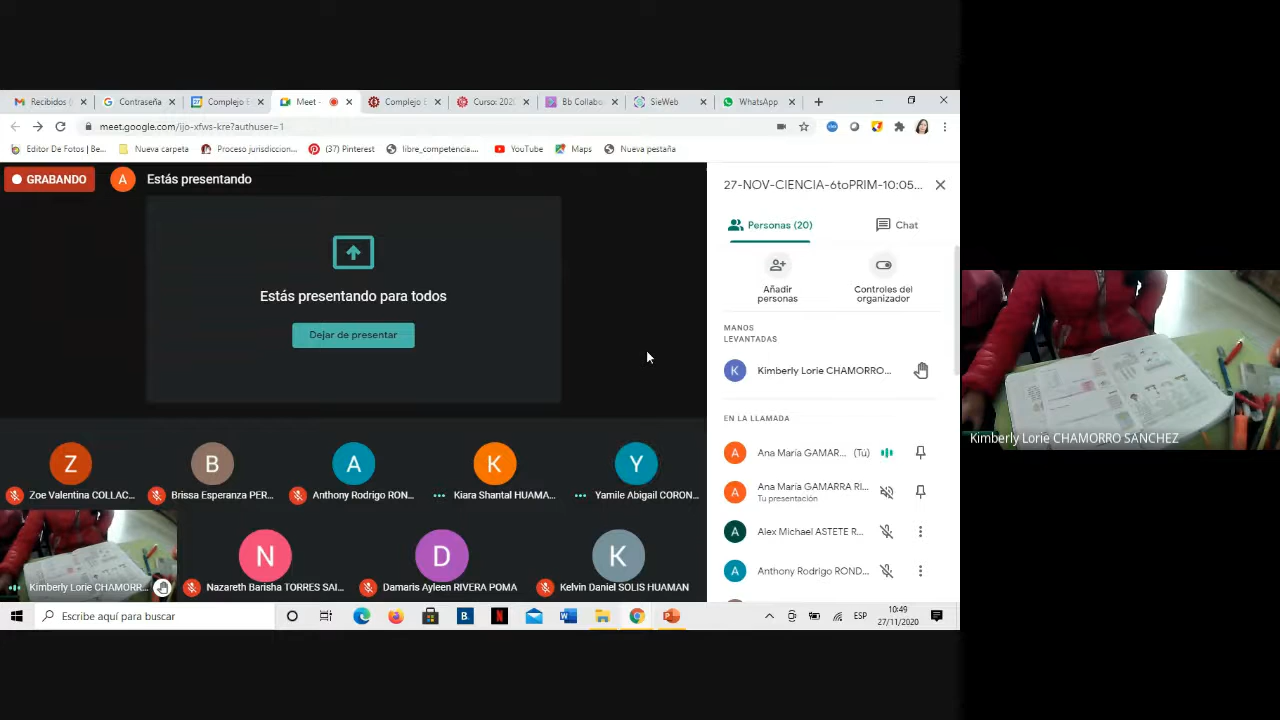 Recibidos (
Contraseña
Complejo E
Meet -
Complejo E
Curso: 202
Bb Collabo
SieWeb
WhatsApp
meet.google.com/ijo-xfws-kre?authuser=1
Editor De Fotos | Be...
Nueva carpeta
Proceso jurisdiccion...
(37) Pinterest
libre_competencia....
YouTube
Maps
Nueva pestaña
GRABANDO
A
Estás presentando
Estás presentando para todos
Dejar de presentar
27-NOV-CIENCIA-6toPRIM-10:05...
Personas (20)
Chat
Añadir personas
Controles del organizador
MANOS
LEVANTADAS
K
Kimberly Lorie CHAMORRO...
EN LA LLAMADA
A
Ana María GAMAR... (Tú)
A
Ana María GAMARRA RI...
Tu presentación
A
Alex Michael ASTETE R...
A
Anthony Rodrigo ROND...
Z
Zoe Valentina COLLAC...
B
Brissa Esperanza PER...
A
Anthony Rodrigo RON...
K
Kiara Shantal HUAMA...
Y
Yamile Abigail CORON...
Kimberly Lorie CHAMORR...
N
Nazareth Barisha TORRES SAI...
D
Damaris Ayleen RIVERA POMA
K
Kelvin Daniel SOLIS HUAMAN
Escribe aquí para buscar
ESP
10:49
27/11/2020
Kimberly Lorie CHAMORRO SANCHEZ